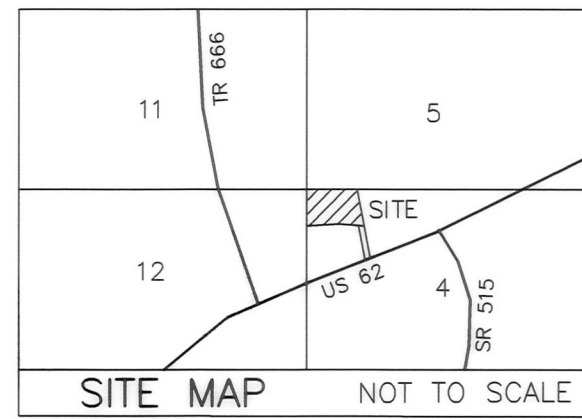 TR 666
11
5
SITE
12
US 62
4
SR 515
SITE MAP
NOT TO SCALE